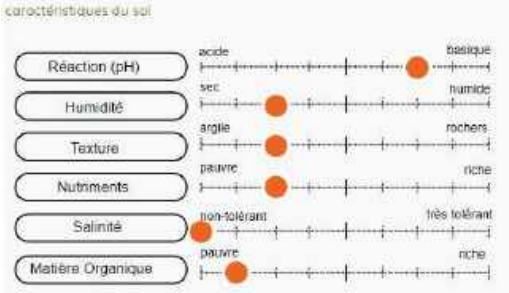 caractéristiques du sol
Réaction (pH) acide basique
Humidité sec humide
Texture argile rochers
Nutriments pauvre riche
Salinité non-tolérant très tolérant
Matière Organique pauvre riche